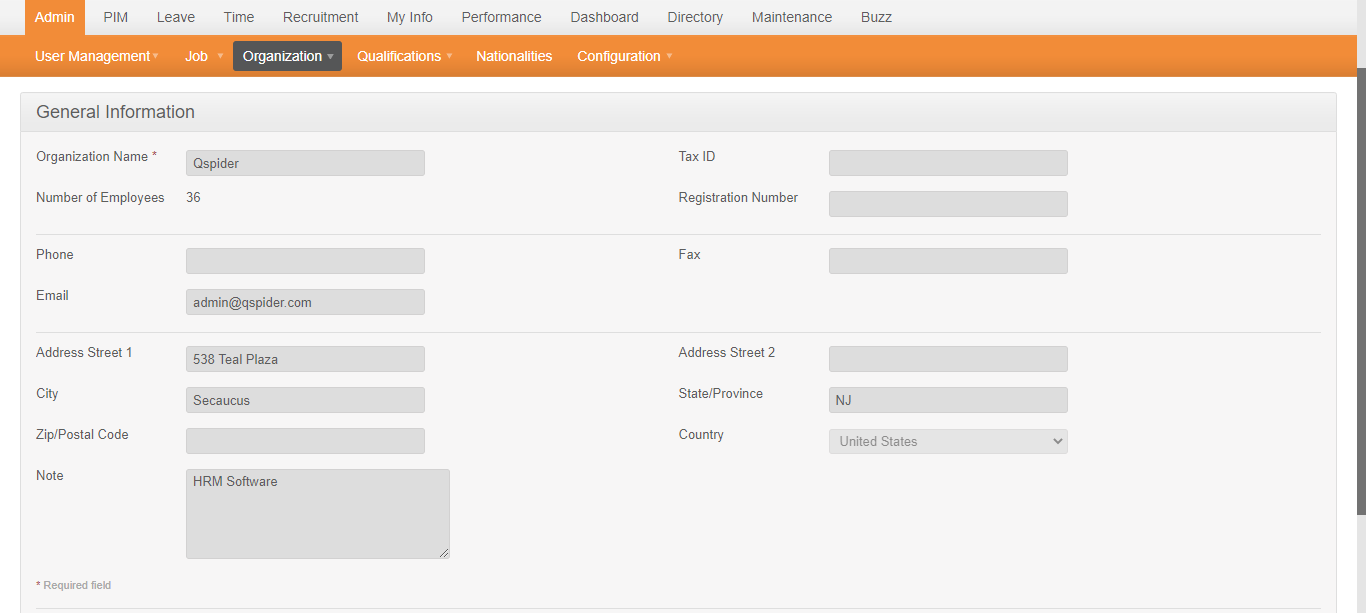 Admin PIM Leave Time Recruitment My Info Performance Dashboard Directory Maintenance Buzz
User Management Job Organization Qualifications Nationalities Configuration
General Information
Organization Name * Qspider Tax ID
Number of Employees 36 Registration Number
Phone Fax
Email admin@qspider.com
Address Street 1 538 Teal Plaza Address Street 2
City Secaucus State/Province NJ
Zip/Postal Code Country United States
Note HRM Software
* Required field